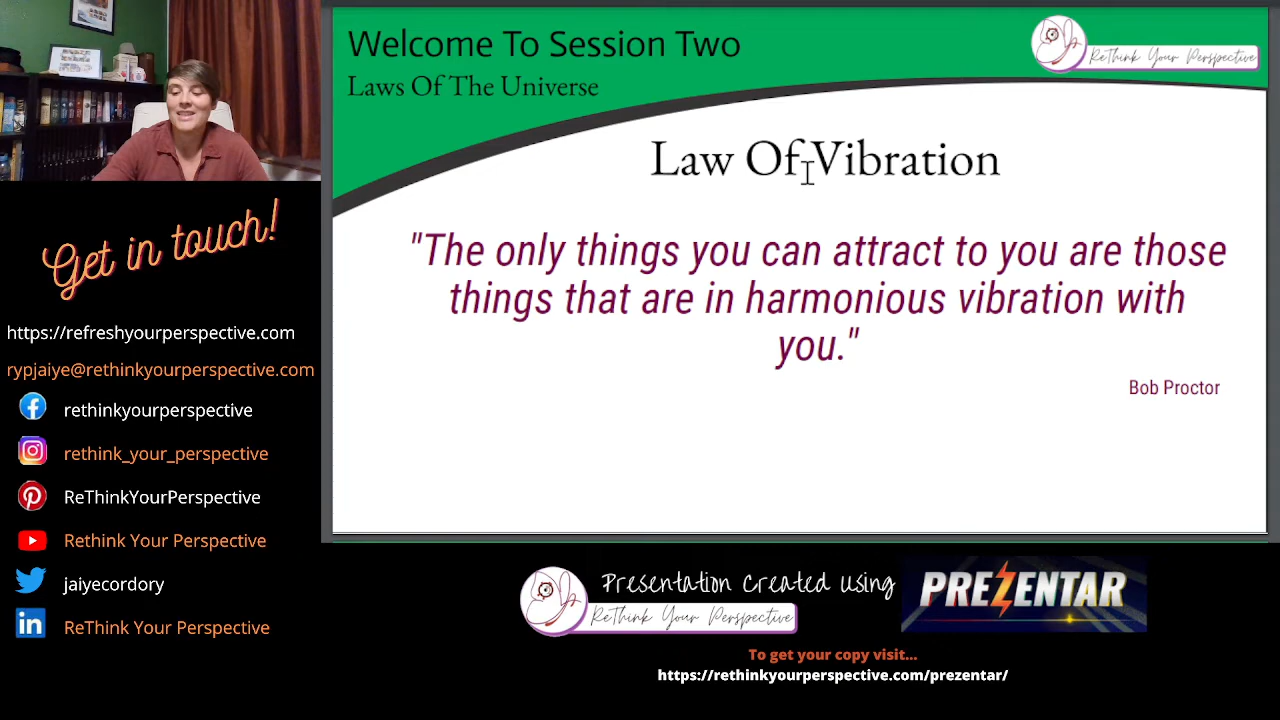 Welcome To Session Two
Laws Of The Universe
ReThink Your Perspective
Law Of Vibration
"The only things you can attract to you are those
things that are in harmonious vibration with
you."
Bob Proctor
Get in touch!
https://refreshyourperspective.com
rypjaiye@rethinkyourperspective.com
rethinkyourperspective
rethink_your_perspective
ReThinkYourPerspective
Rethink Your Perspective
jaiyecordory
ReThink Your Perspective
Presentation Created Using
ReThink Your Perspective
PREZENTAR
To get your copy visit...
https://rethinkyourperspective.com/prezentar/